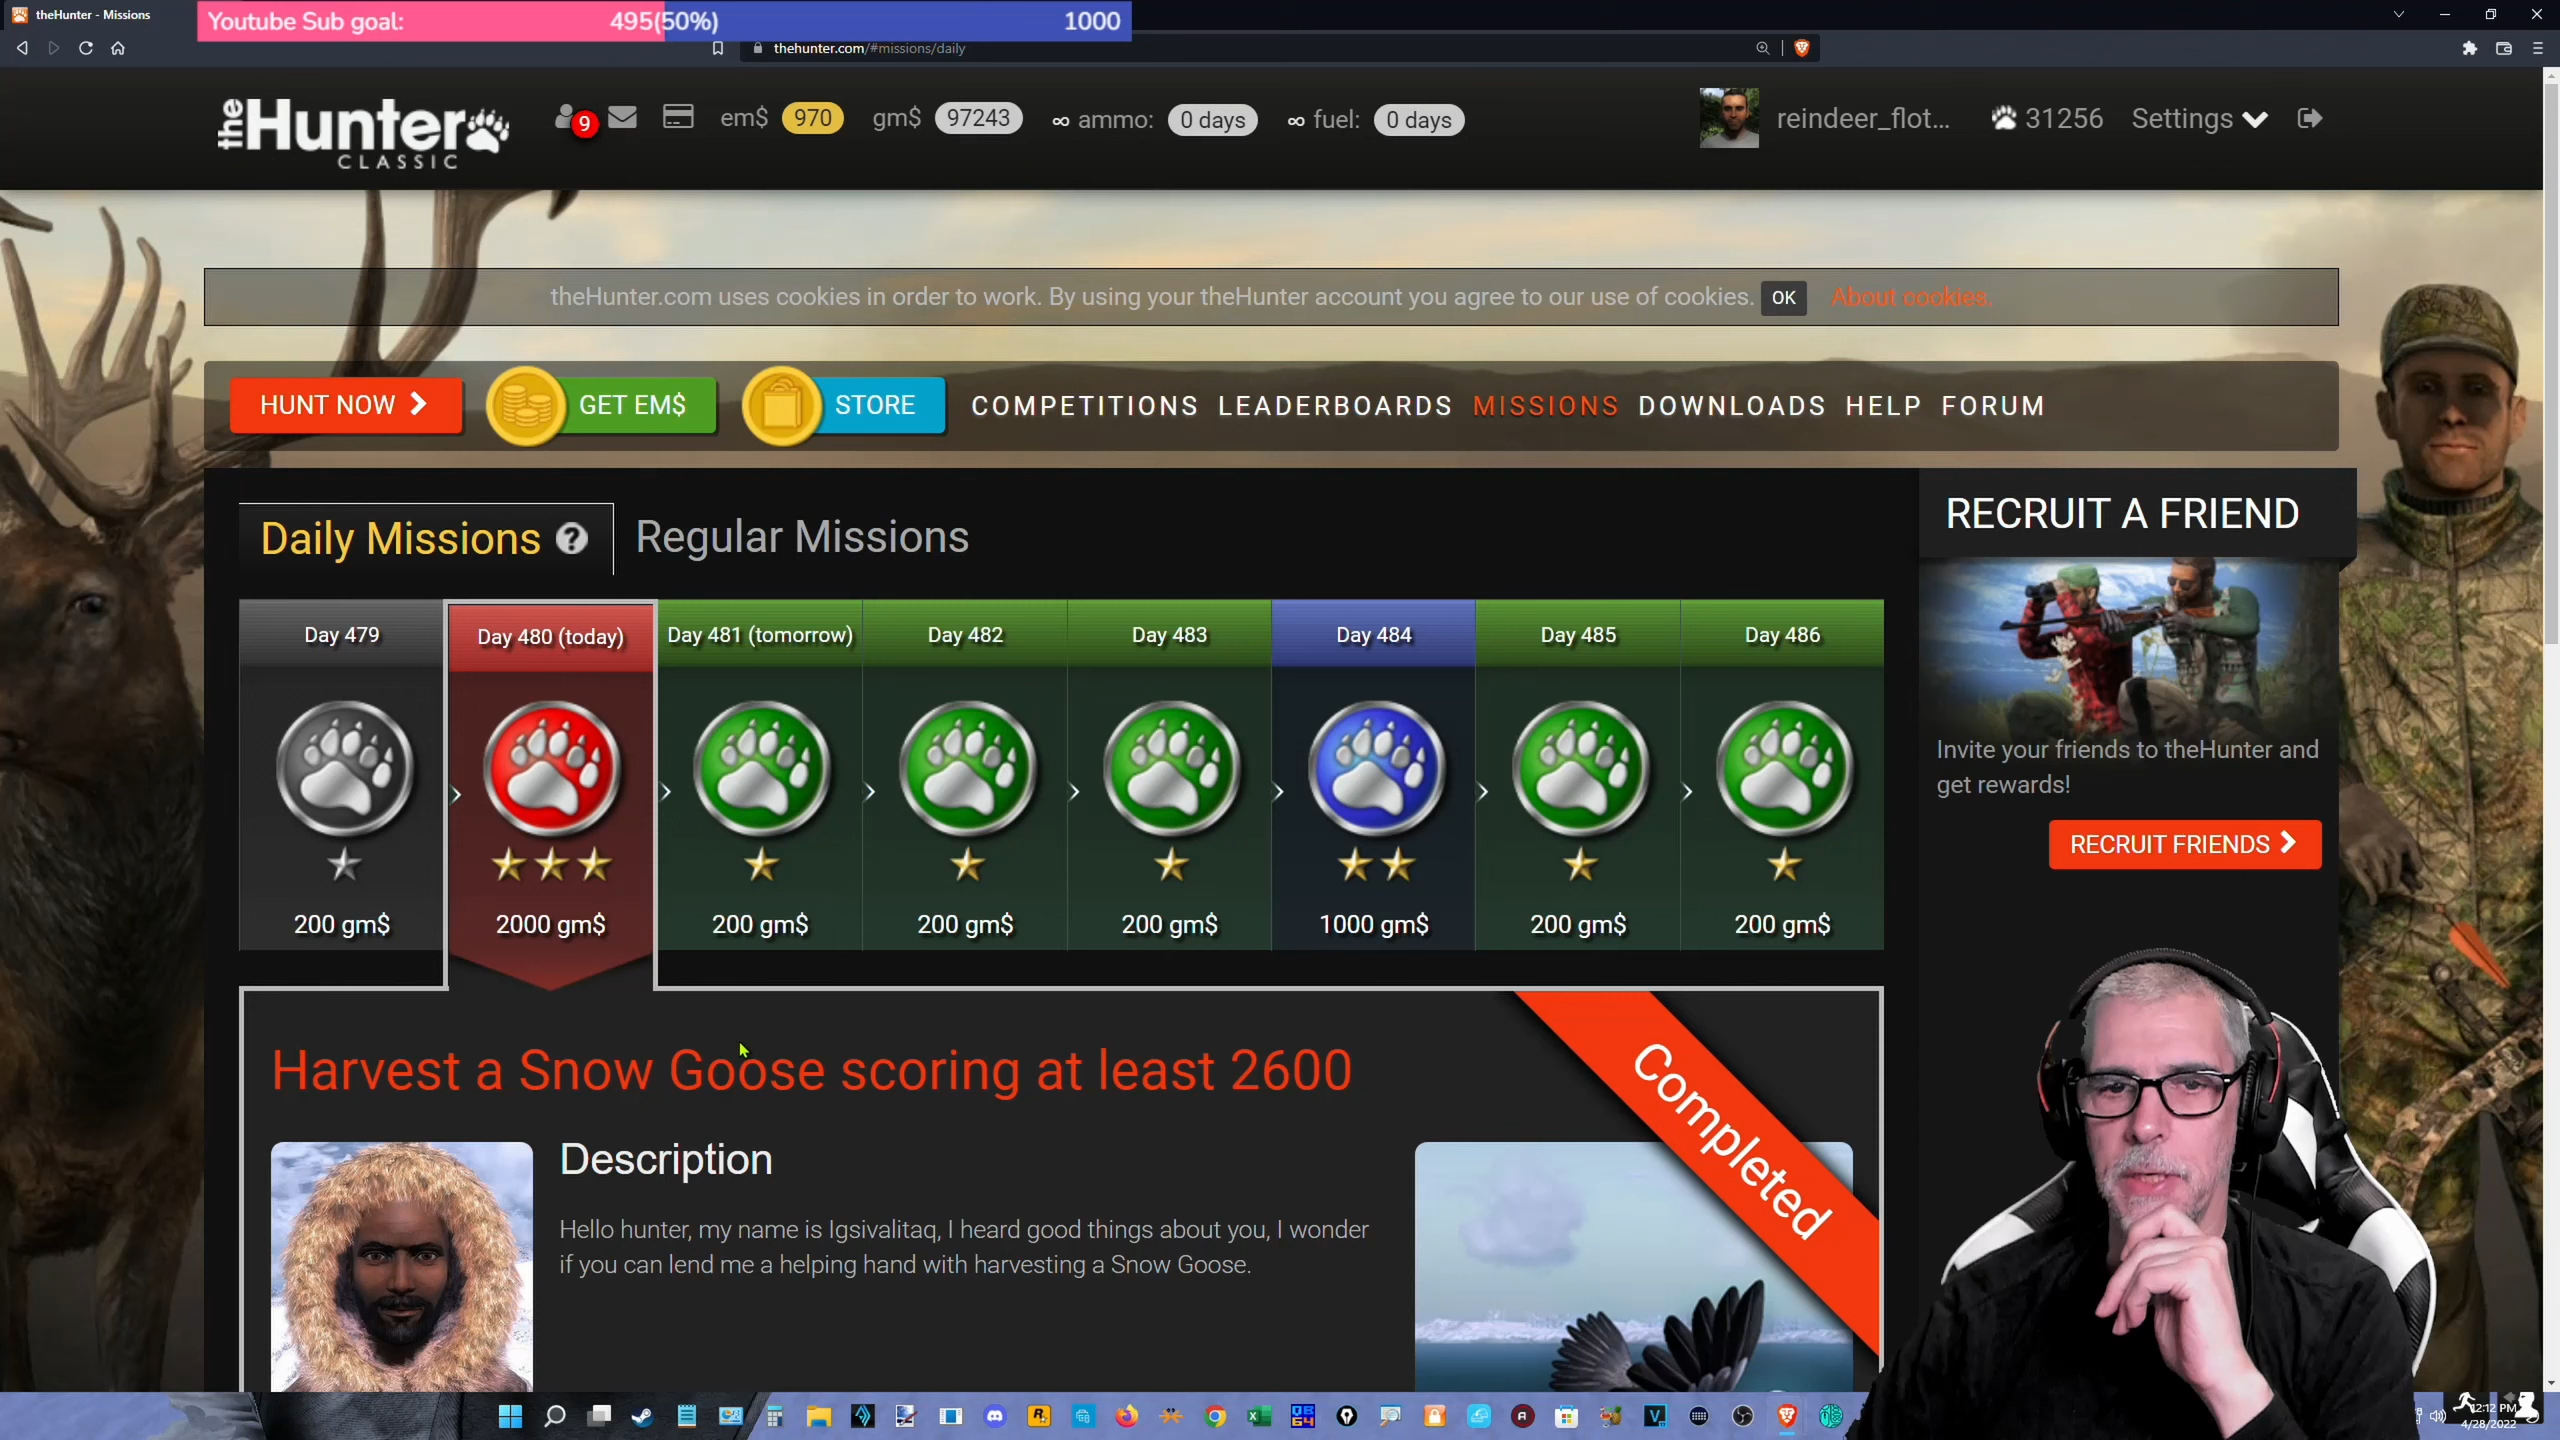 theHunter - Missions
Youtube Sub goal: 495(50%) 1000
thehunter.com/#missions/daily
theHunter CLASSIC
9
em$ 970 gm$ 97243 ∞ ammo: 0 days ∞ fuel: 0 days
reindeer_flot... 31256 Settings
theHunter.com uses cookies in order to work. By using your theHunter account you agree to our use of cookies. OK About cookies.
HUNT NOW GET EM$ STORE COMPETITIONS LEADERBOARDS MISSIONS DOWNLOADS HELP FORUM
Daily Missions ? Regular Missions
Day 479 Day 480 (today) Day 481 (tomorrow) Day 482 Day 483 Day 484 Day 485 Day 486
200 gm$ 2000 gm$ 200 gm$ 200 gm$ 200 gm$ 1000 gm$ 200 gm$ 200 gm$
RECRUIT A FRIEND
Invite your friends to theHunter and
get rewards!
RECRUIT FRIENDS
Harvest a Snow Goose scoring at least 2600
Completed
Description
Hello hunter, my name is Igsivalitaq, I heard good things about you, I wonder
if you can lend me a helping hand with harvesting a Snow Goose.
12:12 PM
4/28/2022